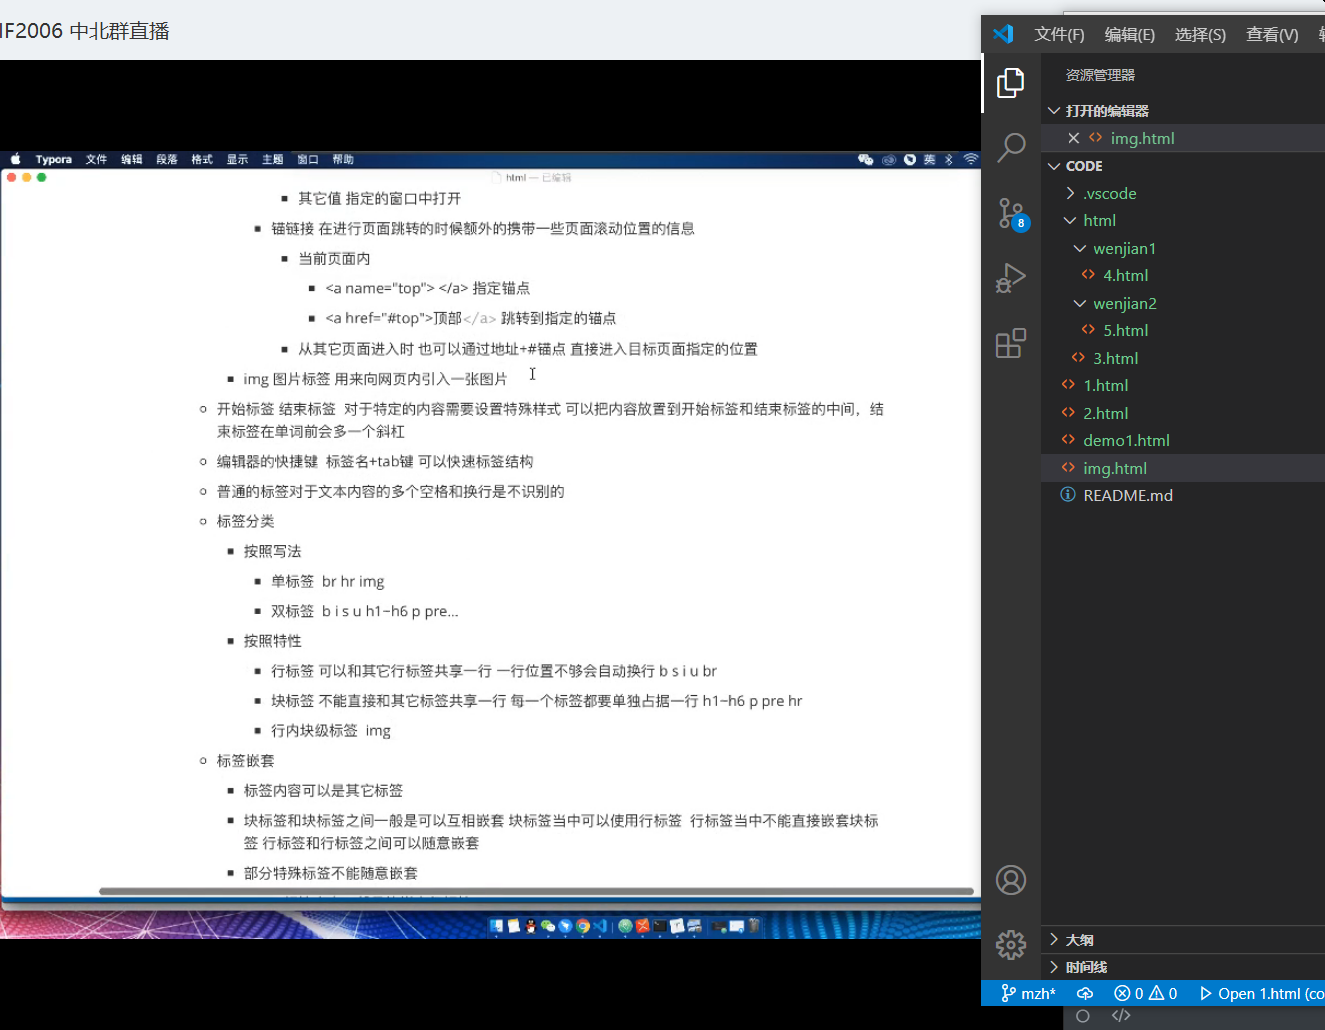 IF2006 中北群直播
Typora 文件 编辑 段落 格式 显示 主题 窗口 帮助 英
html — 已编辑
其它值 指定的窗口中打开
锚链接 在进行页面跳转的时候额外的携带一些页面滚动位置的信息
当前页面内
<a name="top"> </a> 指定锚点
<a href="#top">顶部</a> 跳转到指定的锚点
从其它页面进入时 也可以通过地址+#锚点 直接进入目标页面指定的位置
img 图片标签 用来向网页内引入一张图片
开始标签 结束标签 对于特定的内容需要设置特殊样式 可以把内容放置到开始标签和结束标签的中间，结
束标签在单词前会多一个斜杠
编辑器的快捷键 标签名+tab键 可以快速标签结构
普通的标签对于文本内容的多个空格和换行是不识别的
标签分类
按照写法
单标签 br hr img
双标签 b i s u h1~h6 p pre...
按照特性
行标签 可以和其它行标签共享一行 一行位置不够会自动换行 b s i u br
块标签 不能直接和其它标签共享一行 每一个标签都要单独占据一行 h1~h6 p pre hr
行内块级标签 img
标签嵌套
标签内容可以是其它标签
块标签和块标签之间一般是可以互相嵌套 块标签当中可以使用行标签 行标签当中不能直接嵌套块标
签 行标签和行标签之间可以随意嵌套
部分特殊标签不能随意嵌套
文件(F) 编辑(E) 选择(S) 查看(V)
资源管理器
打开的编辑器
img.html
CODE
.vscode
html
wenjian1
4.html
wenjian2
5.html
3.html
1.html
2.html
demo1.html
img.html
README.md
8
大纲
时间线
mzh* 0 0 Open 1.html (co